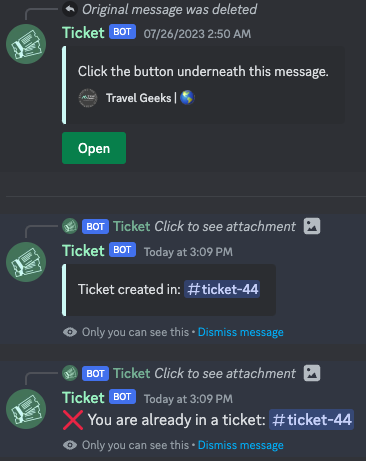 Original message was deleted
Ticket BOT 07/26/2023 2:50 AM
Click the button underneath this message.
Travel Geeks | 🌎
Open
BOT Ticket Click to see attachment
Ticket BOT Today at 3:09 PM
Ticket created in: #ticket-44
Only you can see this • Dismiss message
BOT Ticket Click to see attachment
Ticket BOT Today at 3:09 PM
❌ You are already in a ticket: #ticket-44
Only you can see this • Dismiss message